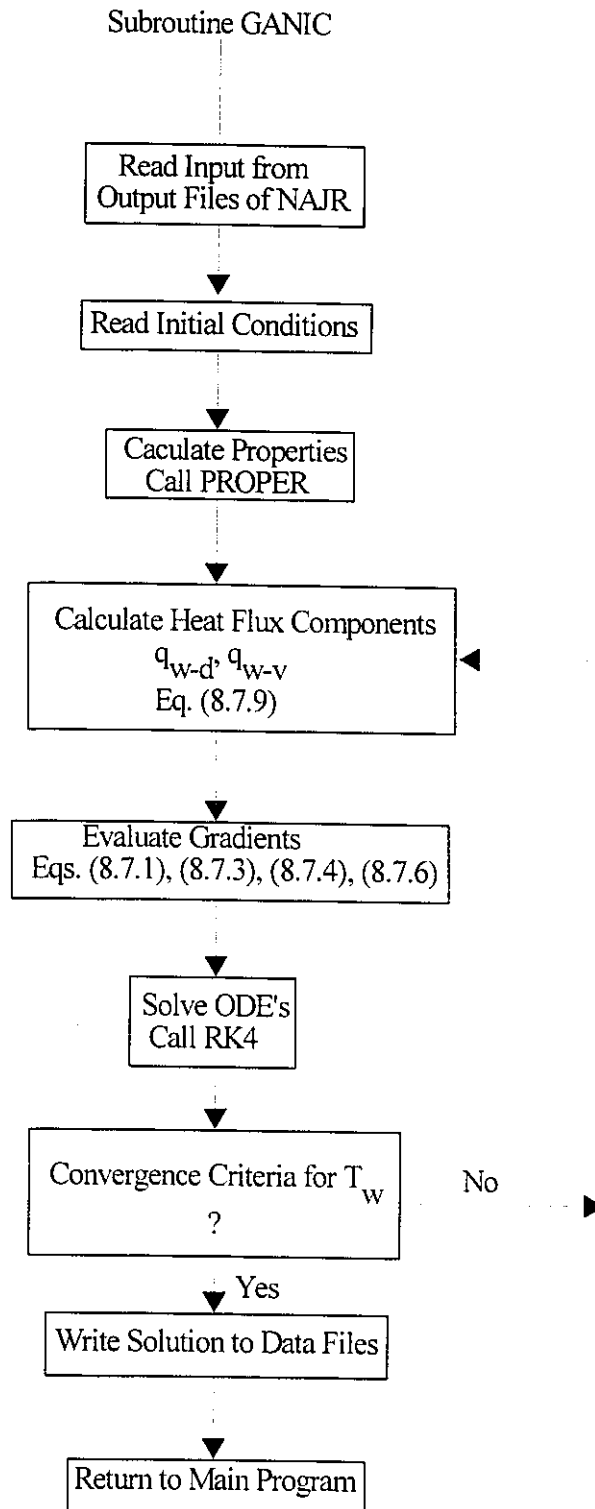 Subroutine GANIC
Read Input from
Output Files of NAJR
Read Initial Conditions
Caculate Properties
Call PROPER
Calculate Heat Flux Components
q_w-d, q_w-v
Eq. (8.7.9)
Evaluate Gradients
Eqs. (8.7.1), (8.7.3), (8.7.4), (8.7.6)
Solve ODE's
Call RK4
Convergence Criteria for T_w
?
No
Yes
Write Solution to Data Files
Return to Main Program